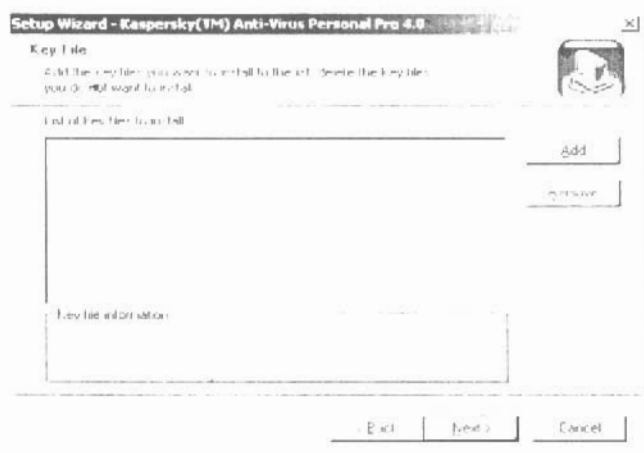 Setup Wizard - Kaspersky(TM) Anti-Virus Personal Pro 4.0
Key File
Add the key files you want to install to the list. Delete the key files
you do not want to install.
List of key files to install
Add
Remove
Key file information
< Back
Next >
Cancel